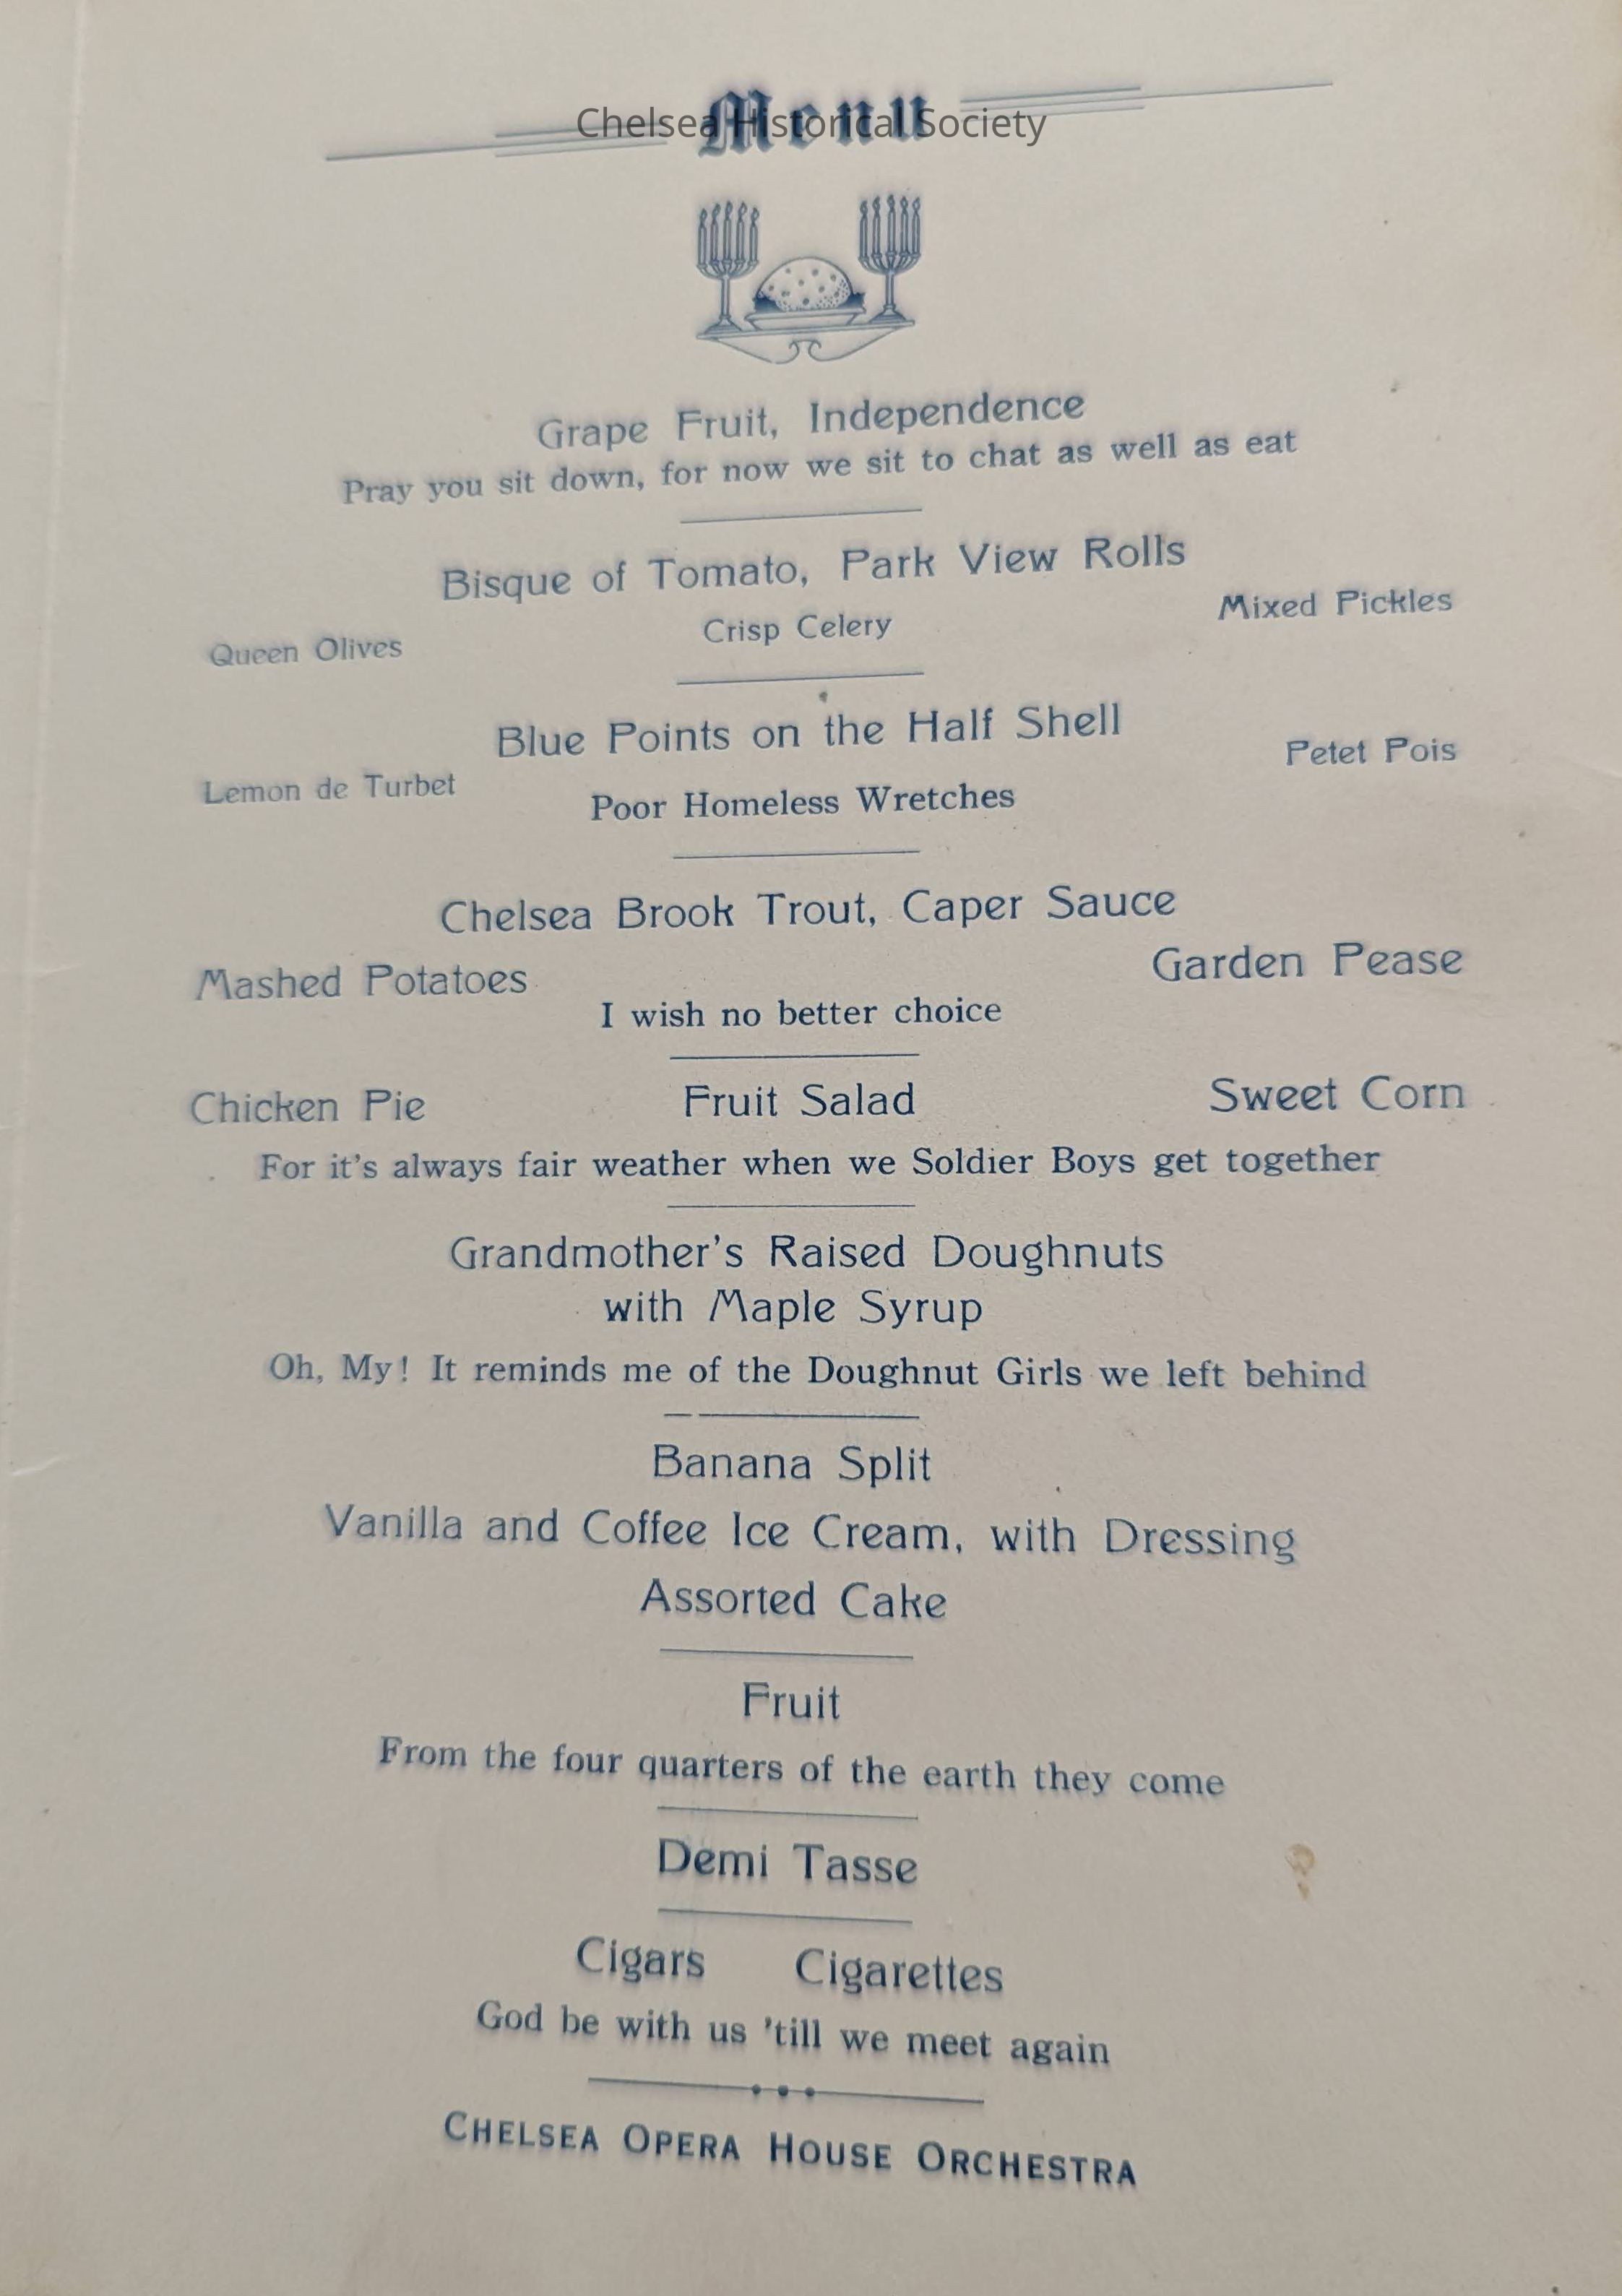 Menu
Chelsea Historical Society
Grape Fruit, Independence
Pray you sit down, for now we sit to chat as well as eat
Bisque of Tomato, Park View Rolls
Queen Olives Crisp Celery Mixed Pickles
Blue Points on the Half Shell
Lemon de Turbet Petet Pois
Poor Homeless Wretches
Chelsea Brook Trout, Caper Sauce
Mashed Potatoes Garden Pease
I wish no better choice
Chicken Pie Fruit Salad Sweet Corn
For it's always fair weather when we Soldier Boys get together
Grandmother's Raised Doughnuts
with Maple Syrup
Oh, My! It reminds me of the Doughnut Girls we left behind
Banana Split
Vanilla and Coffee Ice Cream, with Dressing
Assorted Cake
Fruit
From the four quarters of the earth they come
Demi Tasse
Cigars Cigarettes
God be with us 'till we meet again
CHELSEA OPERA HOUSE ORCHESTRA